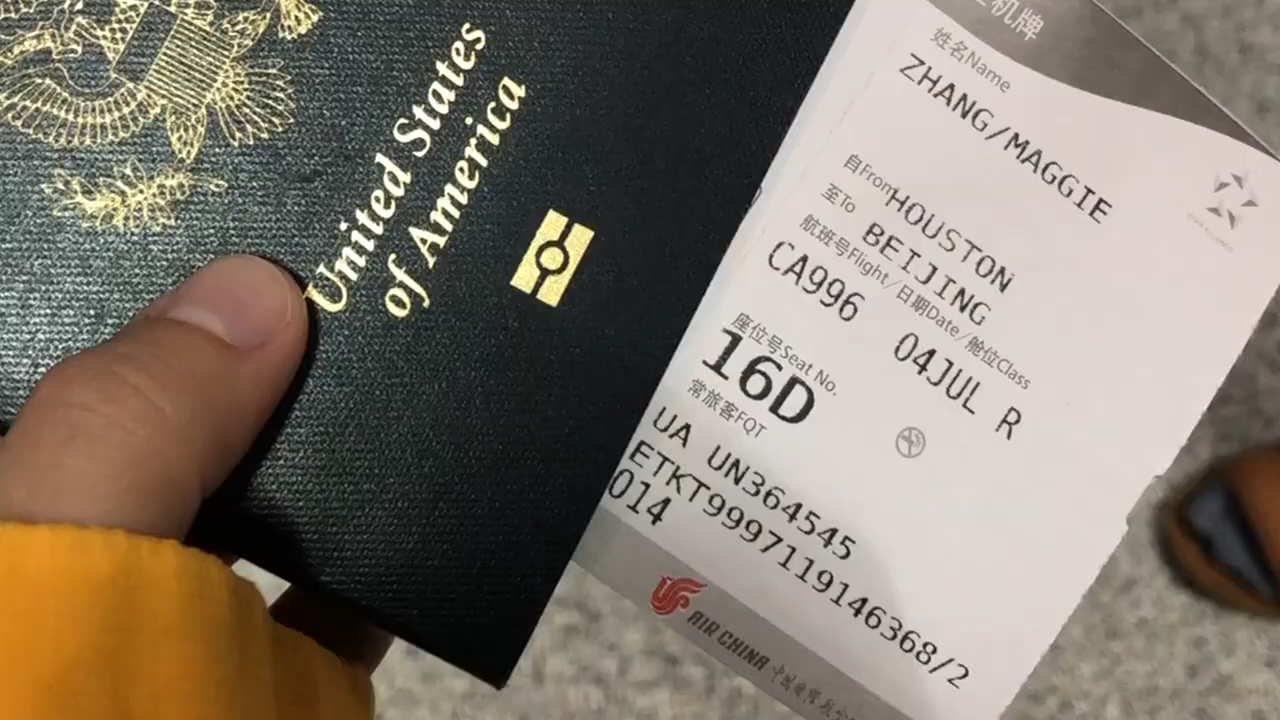 United States
of America
机牌
姓名Name
ZHANG/MAGGIE
自From HOUSTON
至To BEIJING
航班号Flight/日期Date/舱位Class
CA996 04JUL R
座位号Seat No.
16D
常旅客FQT
UA UN364545
ETKT9997119146368/2
014
AIR CHINA